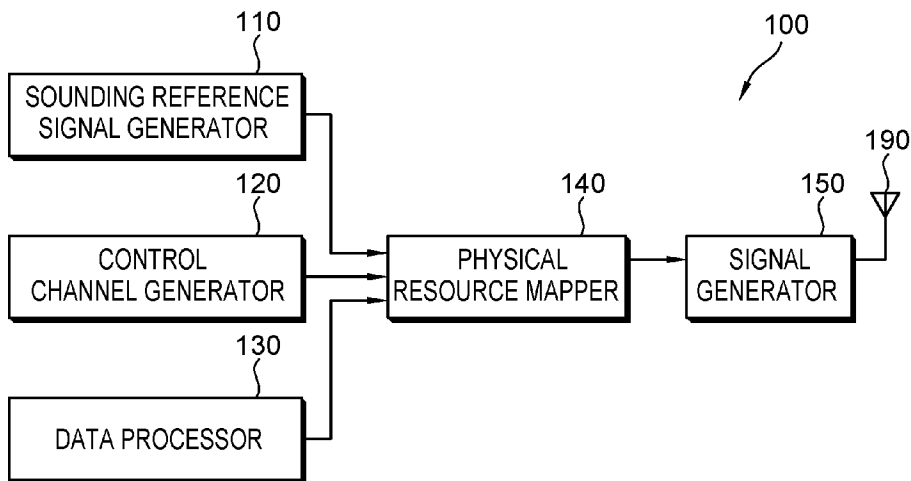 100
110
SOUNDING REFERENCE
SIGNAL GENERATOR
120
CONTROL
CHANNEL GENERATOR
130
DATA PROCESSOR
140
PHYSICAL
RESOURCE MAPPER
150
SIGNAL
GENERATOR
190